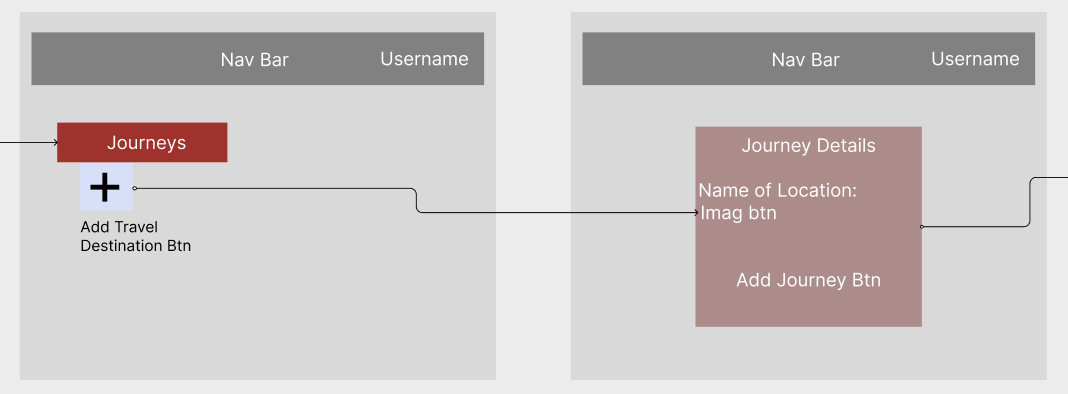 Nav Bar
Username
Journeys
Add Travel
Destination Btn
Nav Bar
Username
Journey Details
Name of Location:
Imag btn
Add Journey Btn